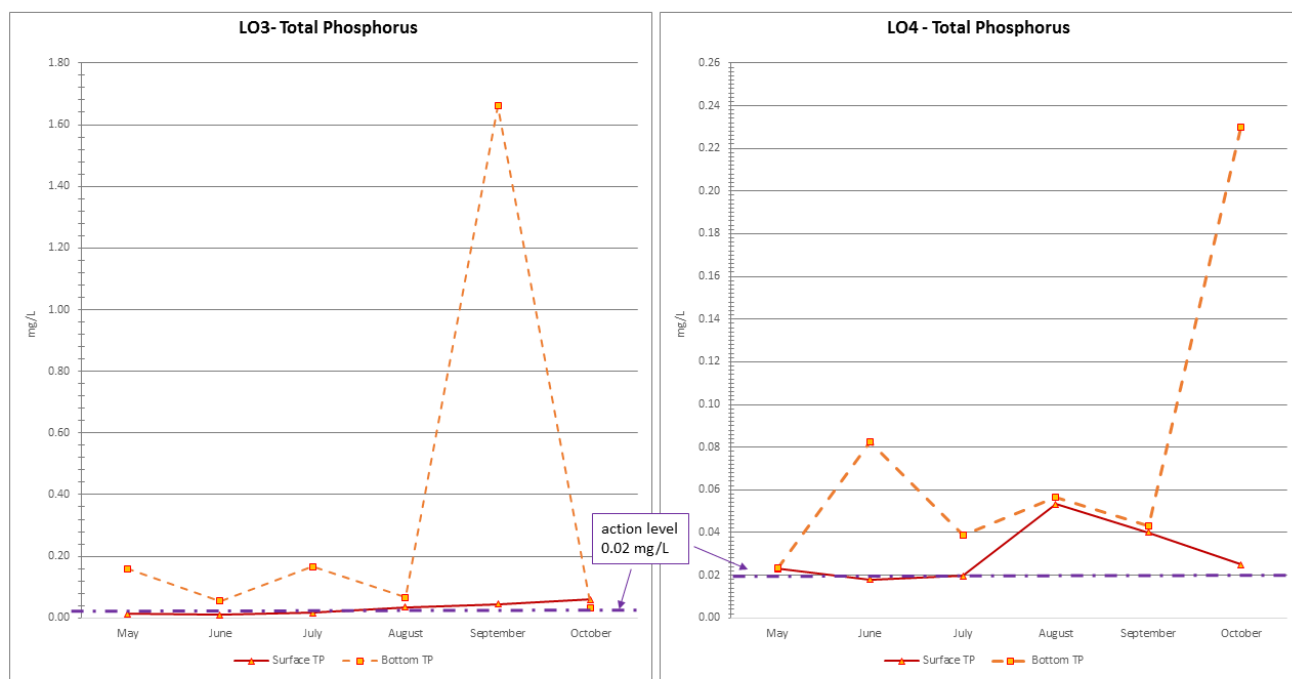 LO3- Total Phosphorus
1.80
1.60
1.40
1.20
1.00
0.80
0.60
0.40
0.20
0.00
mg/L
May June July August September October
Surface TP Bottom TP
action level
0.02 mg/L
LO4 - Total Phosphorus
0.26
0.24
0.22
0.20
0.18
0.16
0.14
0.12
0.10
0.08
0.06
0.04
0.02
0.00
mg/L
May June July August September October
Surface TP Bottom TP